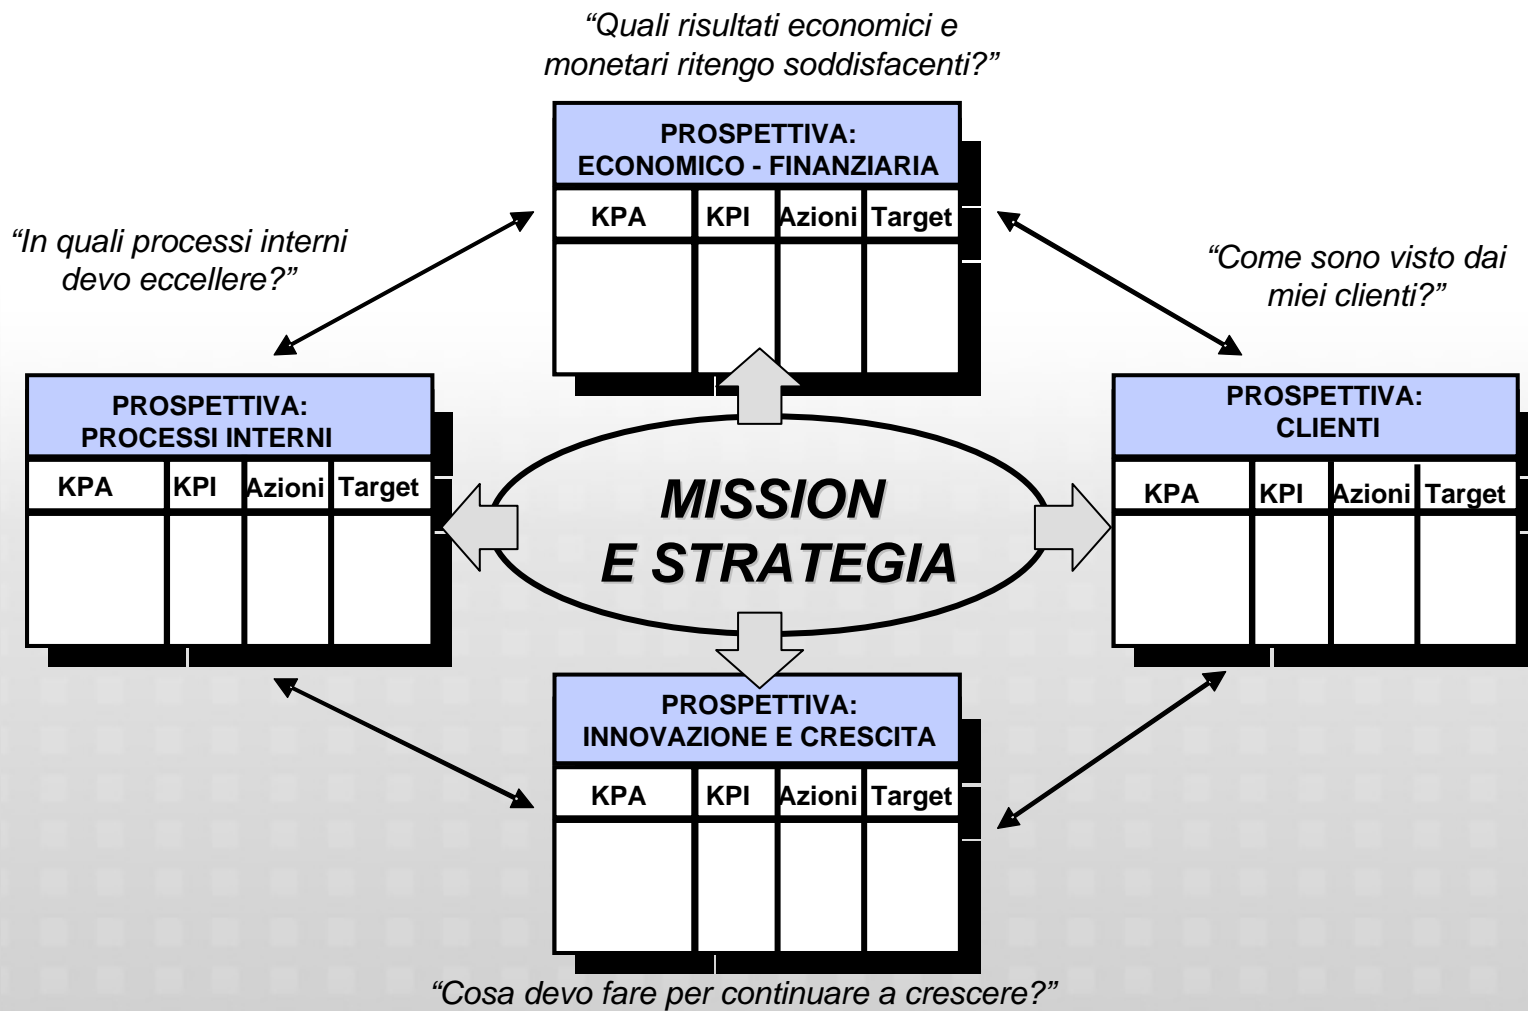 “Quali risultati economici e
monetari ritengo soddisfacenti?”
PROSPETTIVA:
ECONOMICO - FINANZIARIA
KPA KPI Azioni Target
“In quali processi interni
devo eccellere?”
“Come sono visto dai
miei clienti?”
PROSPETTIVA:
PROCESSI INTERNI
KPA KPI Azioni Target
MISSION
E STRATEGIA
PROSPETTIVA:
CLIENTI
KPA KPI Azioni Target
PROSPETTIVA:
INNOVAZIONE E CRESCITA
KPA KPI Azioni Target
“Cosa devo fare per continuare a crescere?”